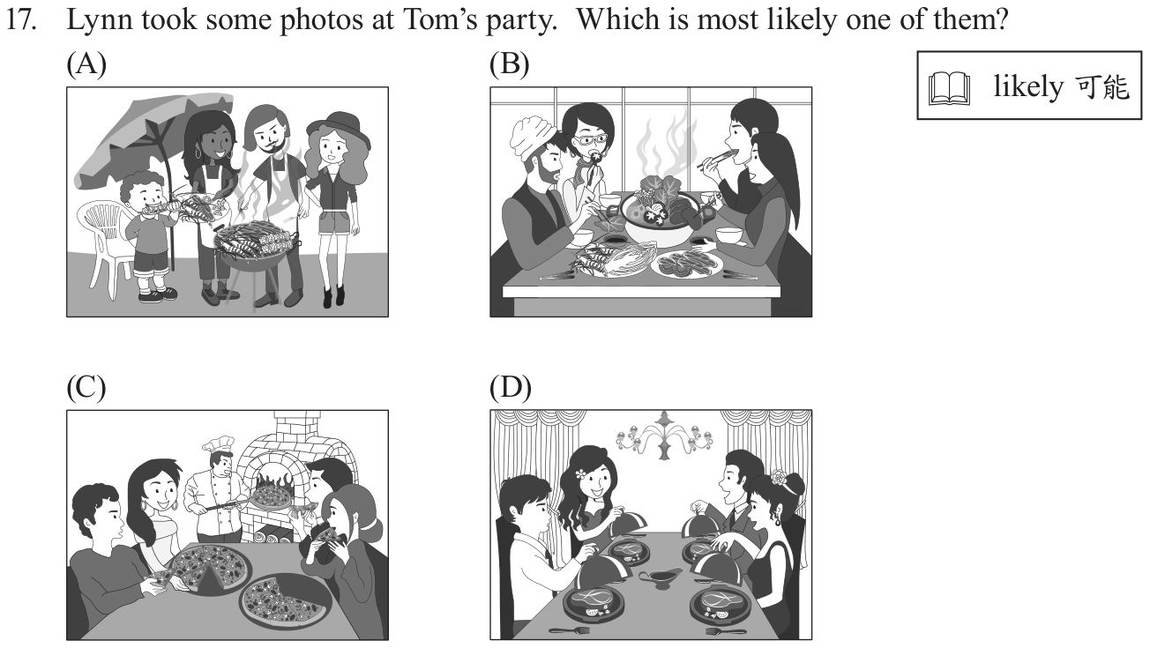 17. Lynn took some photos at Tom’s party. Which is most likely one of them?
(A)
(B)
likely 可能
(C)
(D)